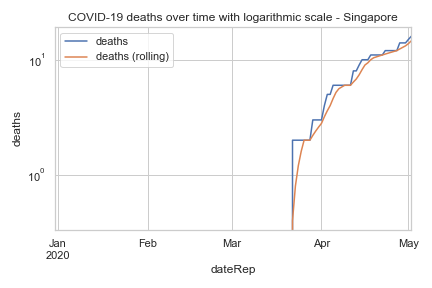 COVID-19 deaths over time with logarithmic scale - Singapore
deaths
deaths (rolling)
10¹
10⁰
deaths
Jan Feb Mar Apr May
2020
dateRep